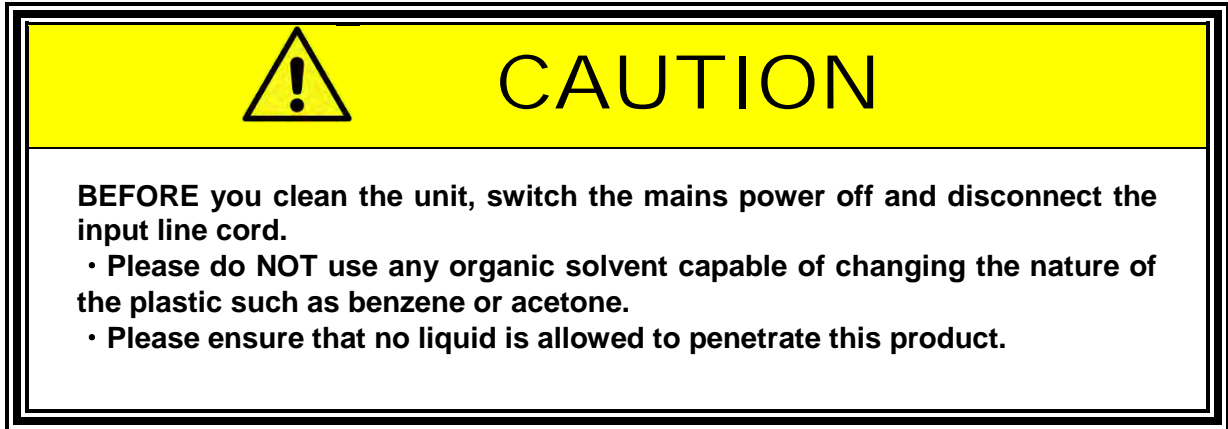 CAUTION
BEFORE you clean the unit, switch the mains power off and disconnect the
input line cord.
・Please do NOT use any organic solvent capable of changing the nature of
the plastic such as benzene or acetone.
・Please ensure that no liquid is allowed to penetrate this product.